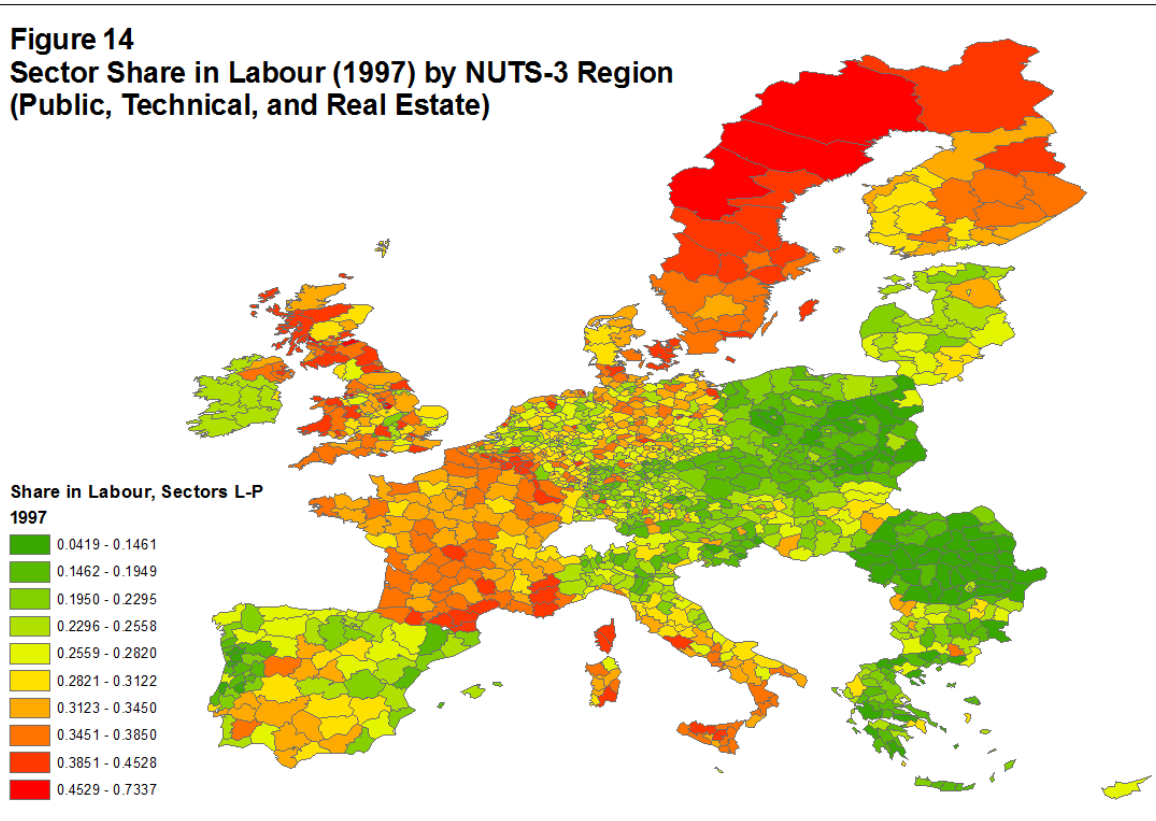 Figure 14
Sector Share in Labour (1997) by NUTS-3 Region
(Public, Technical, and Real Estate)
Share in Labour, Sectors L-P
1997
0.0419 - 0.1461
0.1462 - 0.1949
0.1950 - 0.2295
0.2296 - 0.2558
0.2559 - 0.2820
0.2821 - 0.3122
0.3123 - 0.3450
0.3451 - 0.3850
0.3851 - 0.4528
0.4529 - 0.7337